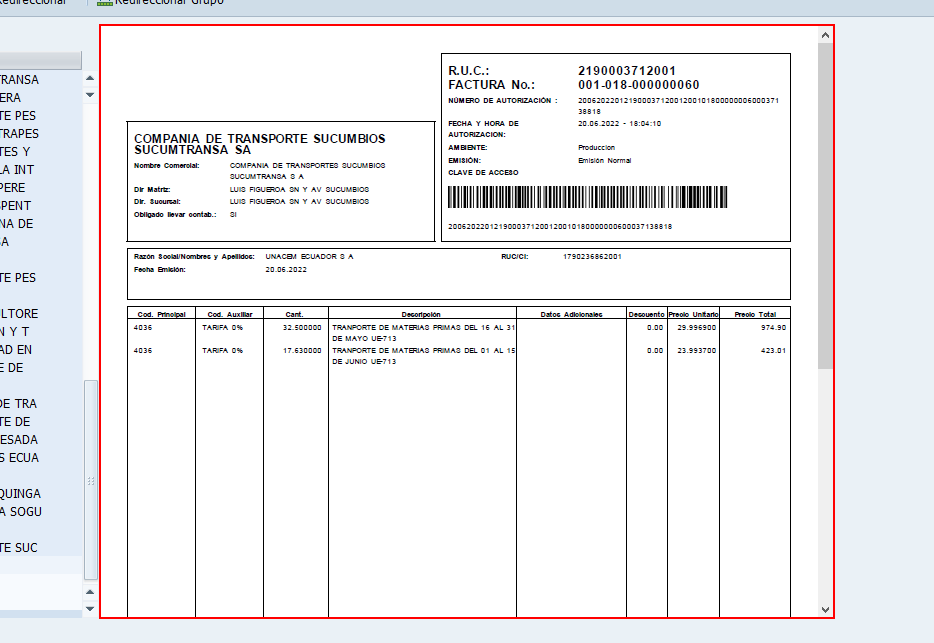 Redireccionar Grupo
TRANSA
ERA
TE PES
TRAPES
TES Y
LA INT
PERE
SPENT
NA DE
SA
TE PES
LTORE
N Y T
AD EN
E DE
DE TRA
TE DE
ESADA
S ECUA
QUINGA
A SOGU
TE SUC
R.U.C.: 2190003712001
FACTURA No.: 001-018-000000060
NÚMERO DE AUTORIZACIÓN :
FECHA Y HORA DE AUTORIZACION: 20.06.2022 - 18:04:10
AMBIENTE: Produccion
EMISIÓN: Emisión Normal
CLAVE DE ACCESO
COMPANIA DE TRANSPORTE SUCUMBIOS
SUCUMTRANSA SA
Nombre Comercial: COMPANIA DE TRANSPORTES SUCUMBIOS
SUCUMTRANSA S A
Dir Matriz: LUIS FIGUEROA SN Y AV SUCUMBIOS
Dir. Sucursal: LUIS FIGUEROA SN Y AV SUCUMBIOS
Obligado llevar contab.: SI
Razón Social/Nombres y Apellidos: UNACEM ECUADOR S A RUC/CI: 1790236862001
Fecha Emisión: 20.06.2022
Cod. Principal Cod. Auxiliar Cant. Descripción Datos Adicionales Descuento Precio Unitario Precio Total
4036 TARIFA 0% 32.500000 TRANPORTE DE MATERIAS PRIMAS DEL 16 AL 31 0.00 29.996900 974.90
DE MAYO UE-713
4036 TARIFA 0% 17.630000 TRANPORTE DE MATERIAS PRIMAS DEL 01 AL 15 0.00 23.993700 423.01
DE JUNIO UE-713